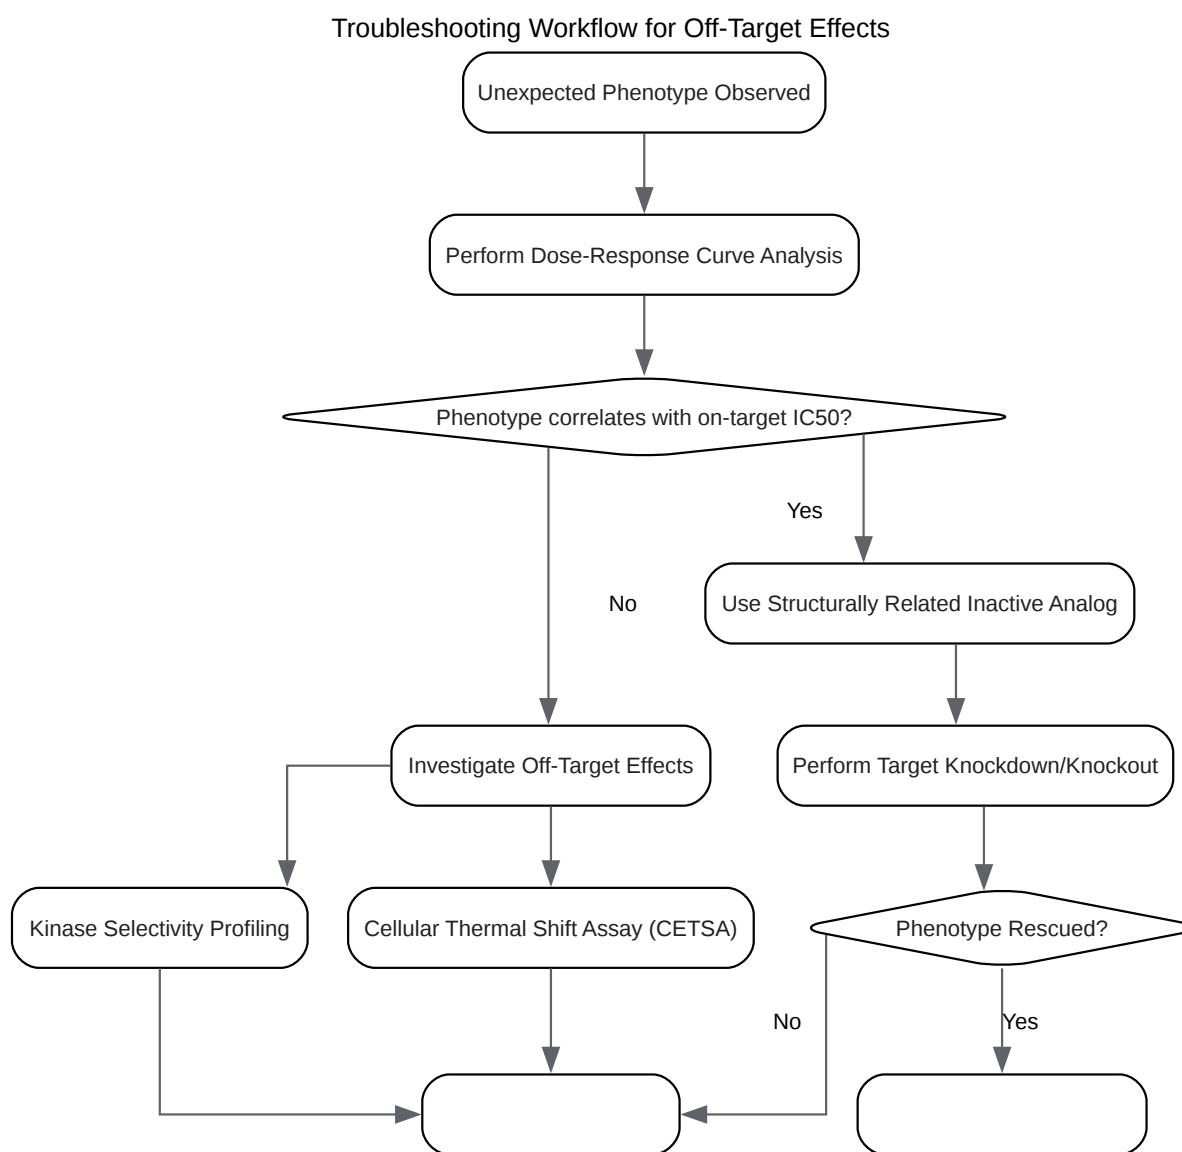 Troubleshooting Workflow for Off-Target Effects
Unexpected Phenotype Observed
Perform Dose-Response Curve Analysis
Phenotype correlates with on-target IC50?
Yes
No
Use Structurally Related Inactive Analog
Investigate Off-Target Effects
Perform Target Knockdown/Knockout
Kinase Selectivity Profiling
Cellular Thermal Shift Assay (CETSA)
Phenotype Rescued?
No
Yes